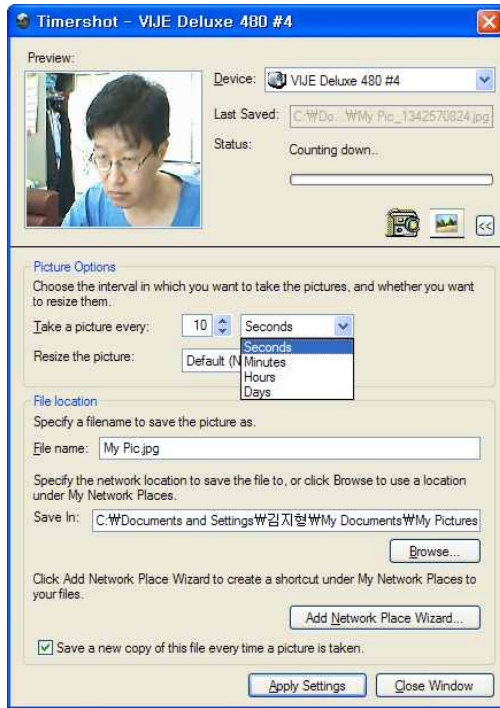 Timershot - VIJE Deluxe 480 #4
Preview:
Device: VIJE Deluxe 480 #4
Last Saved: C:₩Do...₩My Pic_1342570824.jpg
Status: Counting down..
<<
Picture Options
Choose the interval in which you want to take the pictures, and whether you want
to resize them.
Take a picture every: 10 Seconds
Seconds
Resize the picture: Default (N
Minutes
Hours
Days
File location
Specify a filename to save the picture as.
File name: My Pic.jpg
Specify the network location to save the file to, or click Browse to use a location
under My Network Places.
Save In: C:₩Documents and Settings₩김지형₩My Documents₩My Pictures
Browse...
Click Add Network Place Wizard to create a shortcut under My Network Places to
your files.
Add Network Place Wizard...
Save a new copy of this file every time a picture is taken.
Apply Settings Close Window